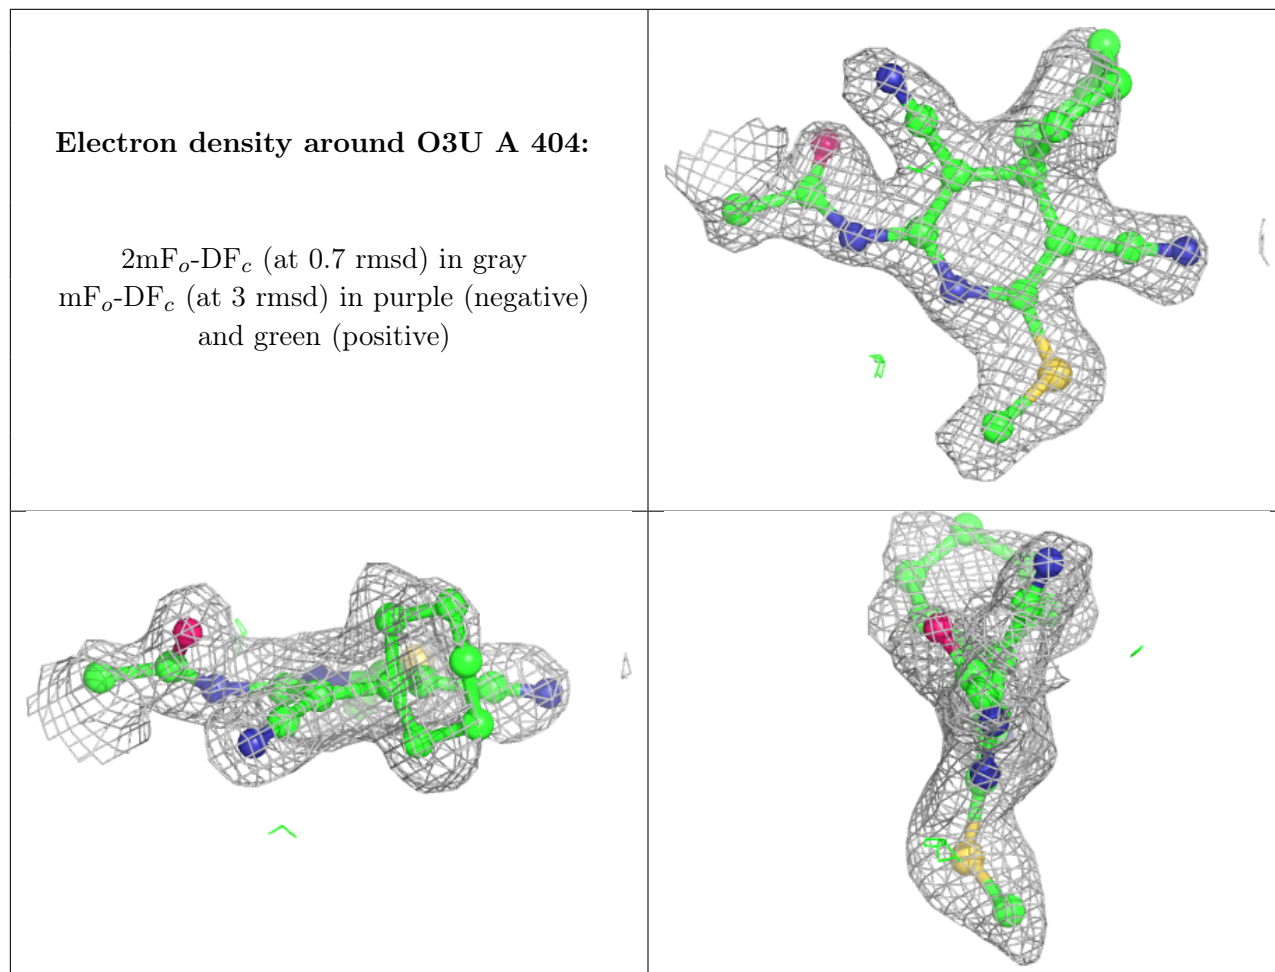 Electron density around O3U A 404:
2mFo-DFc (at 0.7 rmsd) in gray
mFo-DFc (at 3 rmsd) in purple (negative)
and green (positive)